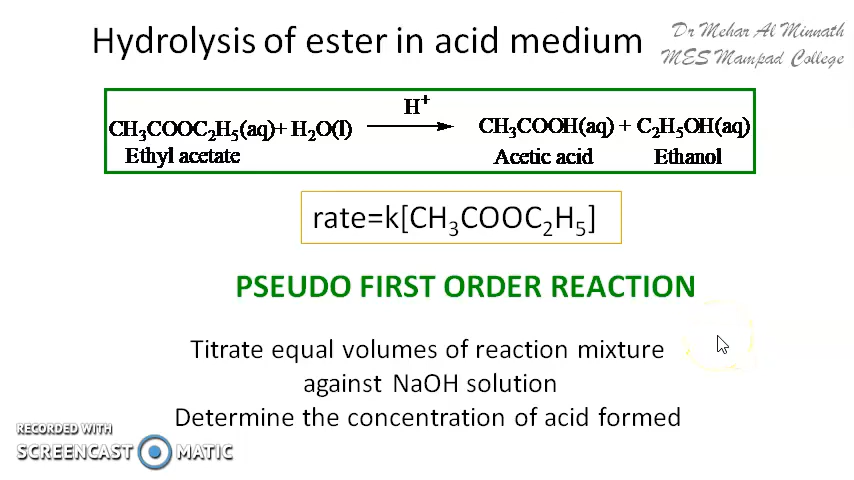 Hydrolysis of ester in acid medium
Dr Mehar Al Minnath
MES Mampad College
H⁺
CH₃COOC₂H₅(aq)+ H₂O(l) ⟶ CH₃COOH(aq) + C₂H₅OH(aq)
Ethyl acetate Acetic acid Ethanol
rate=k[CH₃COOC₂H₅]
PSEUDO FIRST ORDER REACTION
Titrate equal volumes of reaction mixture
against NaOH solution
Determine the concentration of acid formed
RECORDED WITH
SCREENCAST MATIC